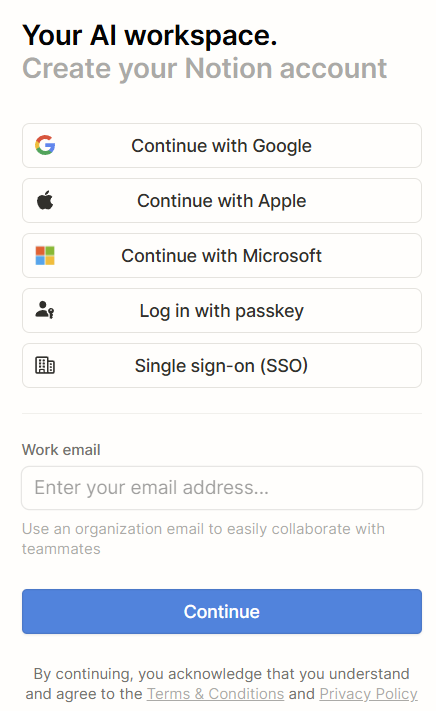 Your AI workspace.
Create your Notion account
Continue with Google
Continue with Apple
Continue with Microsoft
Log in with passkey
Single sign-on (SSO)
Work email
Enter your email address...
Use an organization email to easily collaborate with
teammates
Continue
By continuing, you acknowledge that you understand
and agree to the Terms & Conditions and Privacy Policy